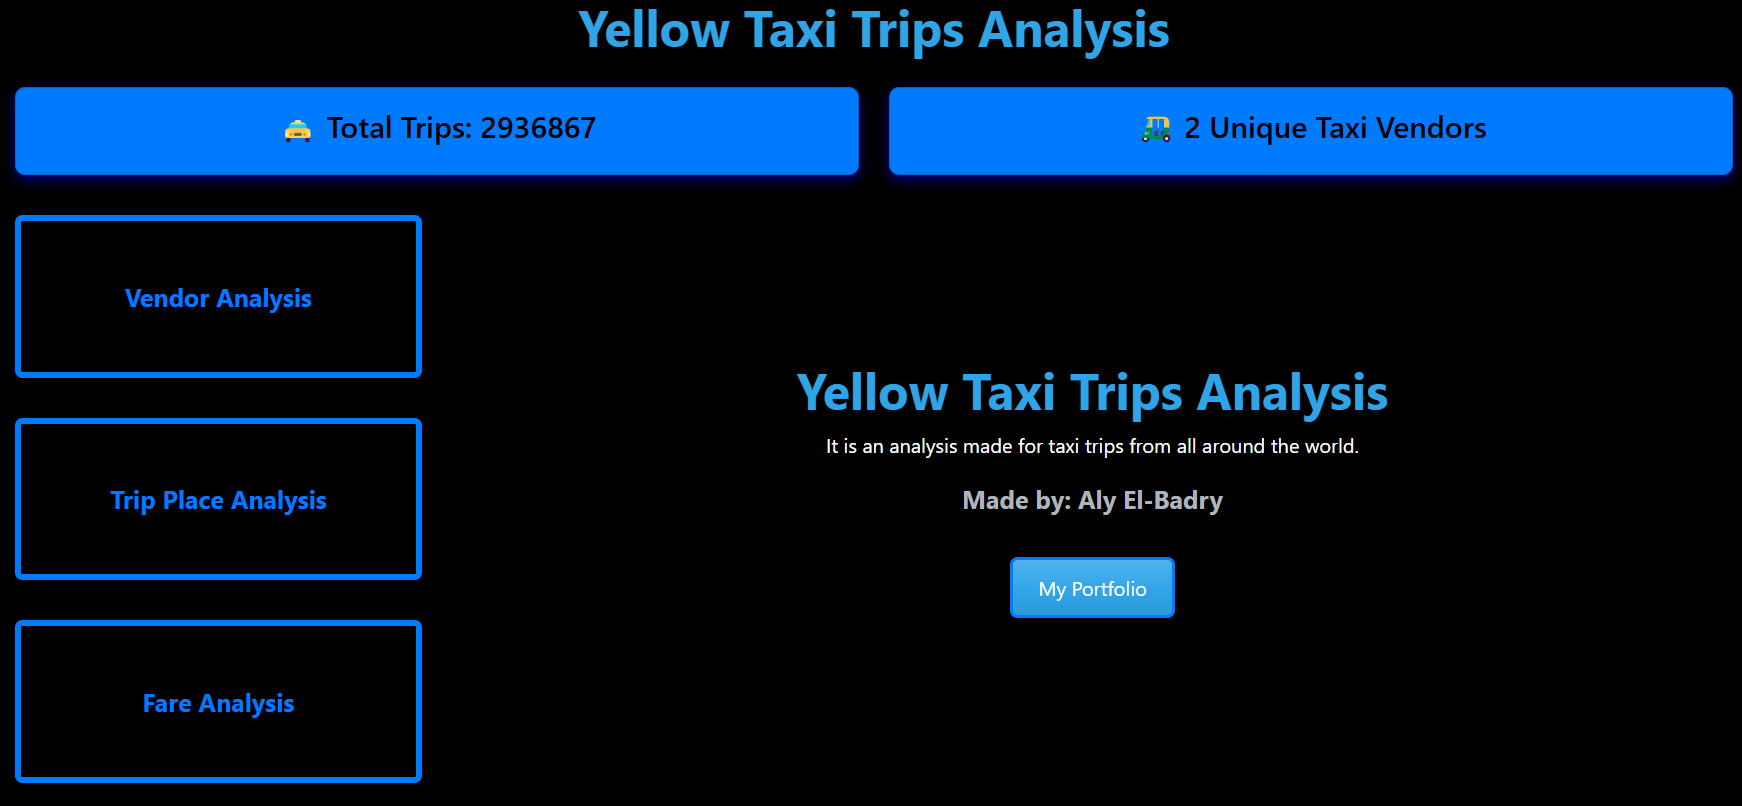 Yellow Taxi Trips Analysis
Total Trips: 2936867
2 Unique Taxi Vendors
Vendor Analysis
Trip Place Analysis
Fare Analysis
Yellow Taxi Trips Analysis
It is an analysis made for taxi trips from all around the world.
Made by: Aly El-Badry
My Portfolio